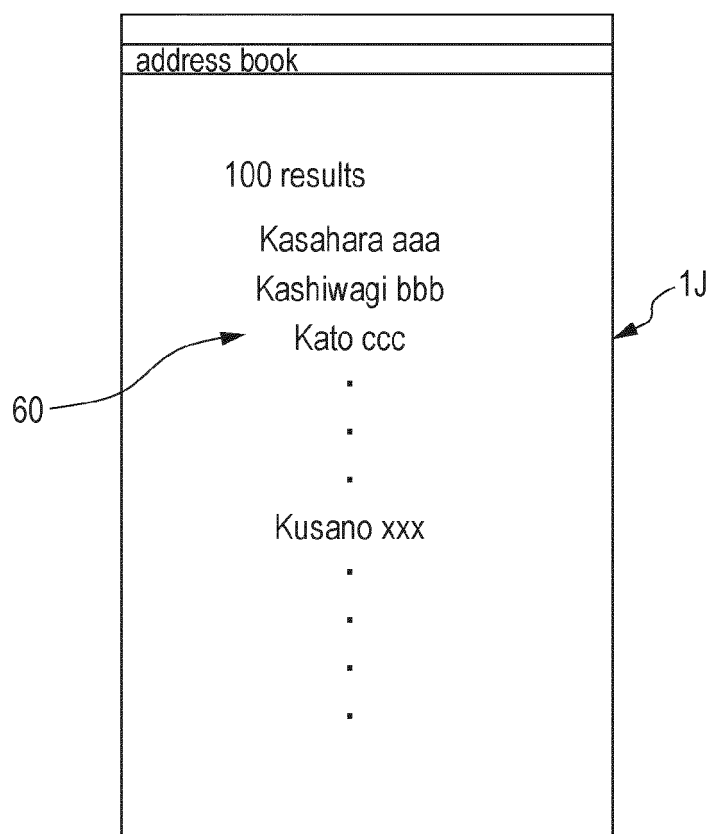 address book
100 results
Kasahara aaa
Kashiwagi bbb
1J
Kato ccc
60
.
.
.
Kusano xxx
.
.
.
.